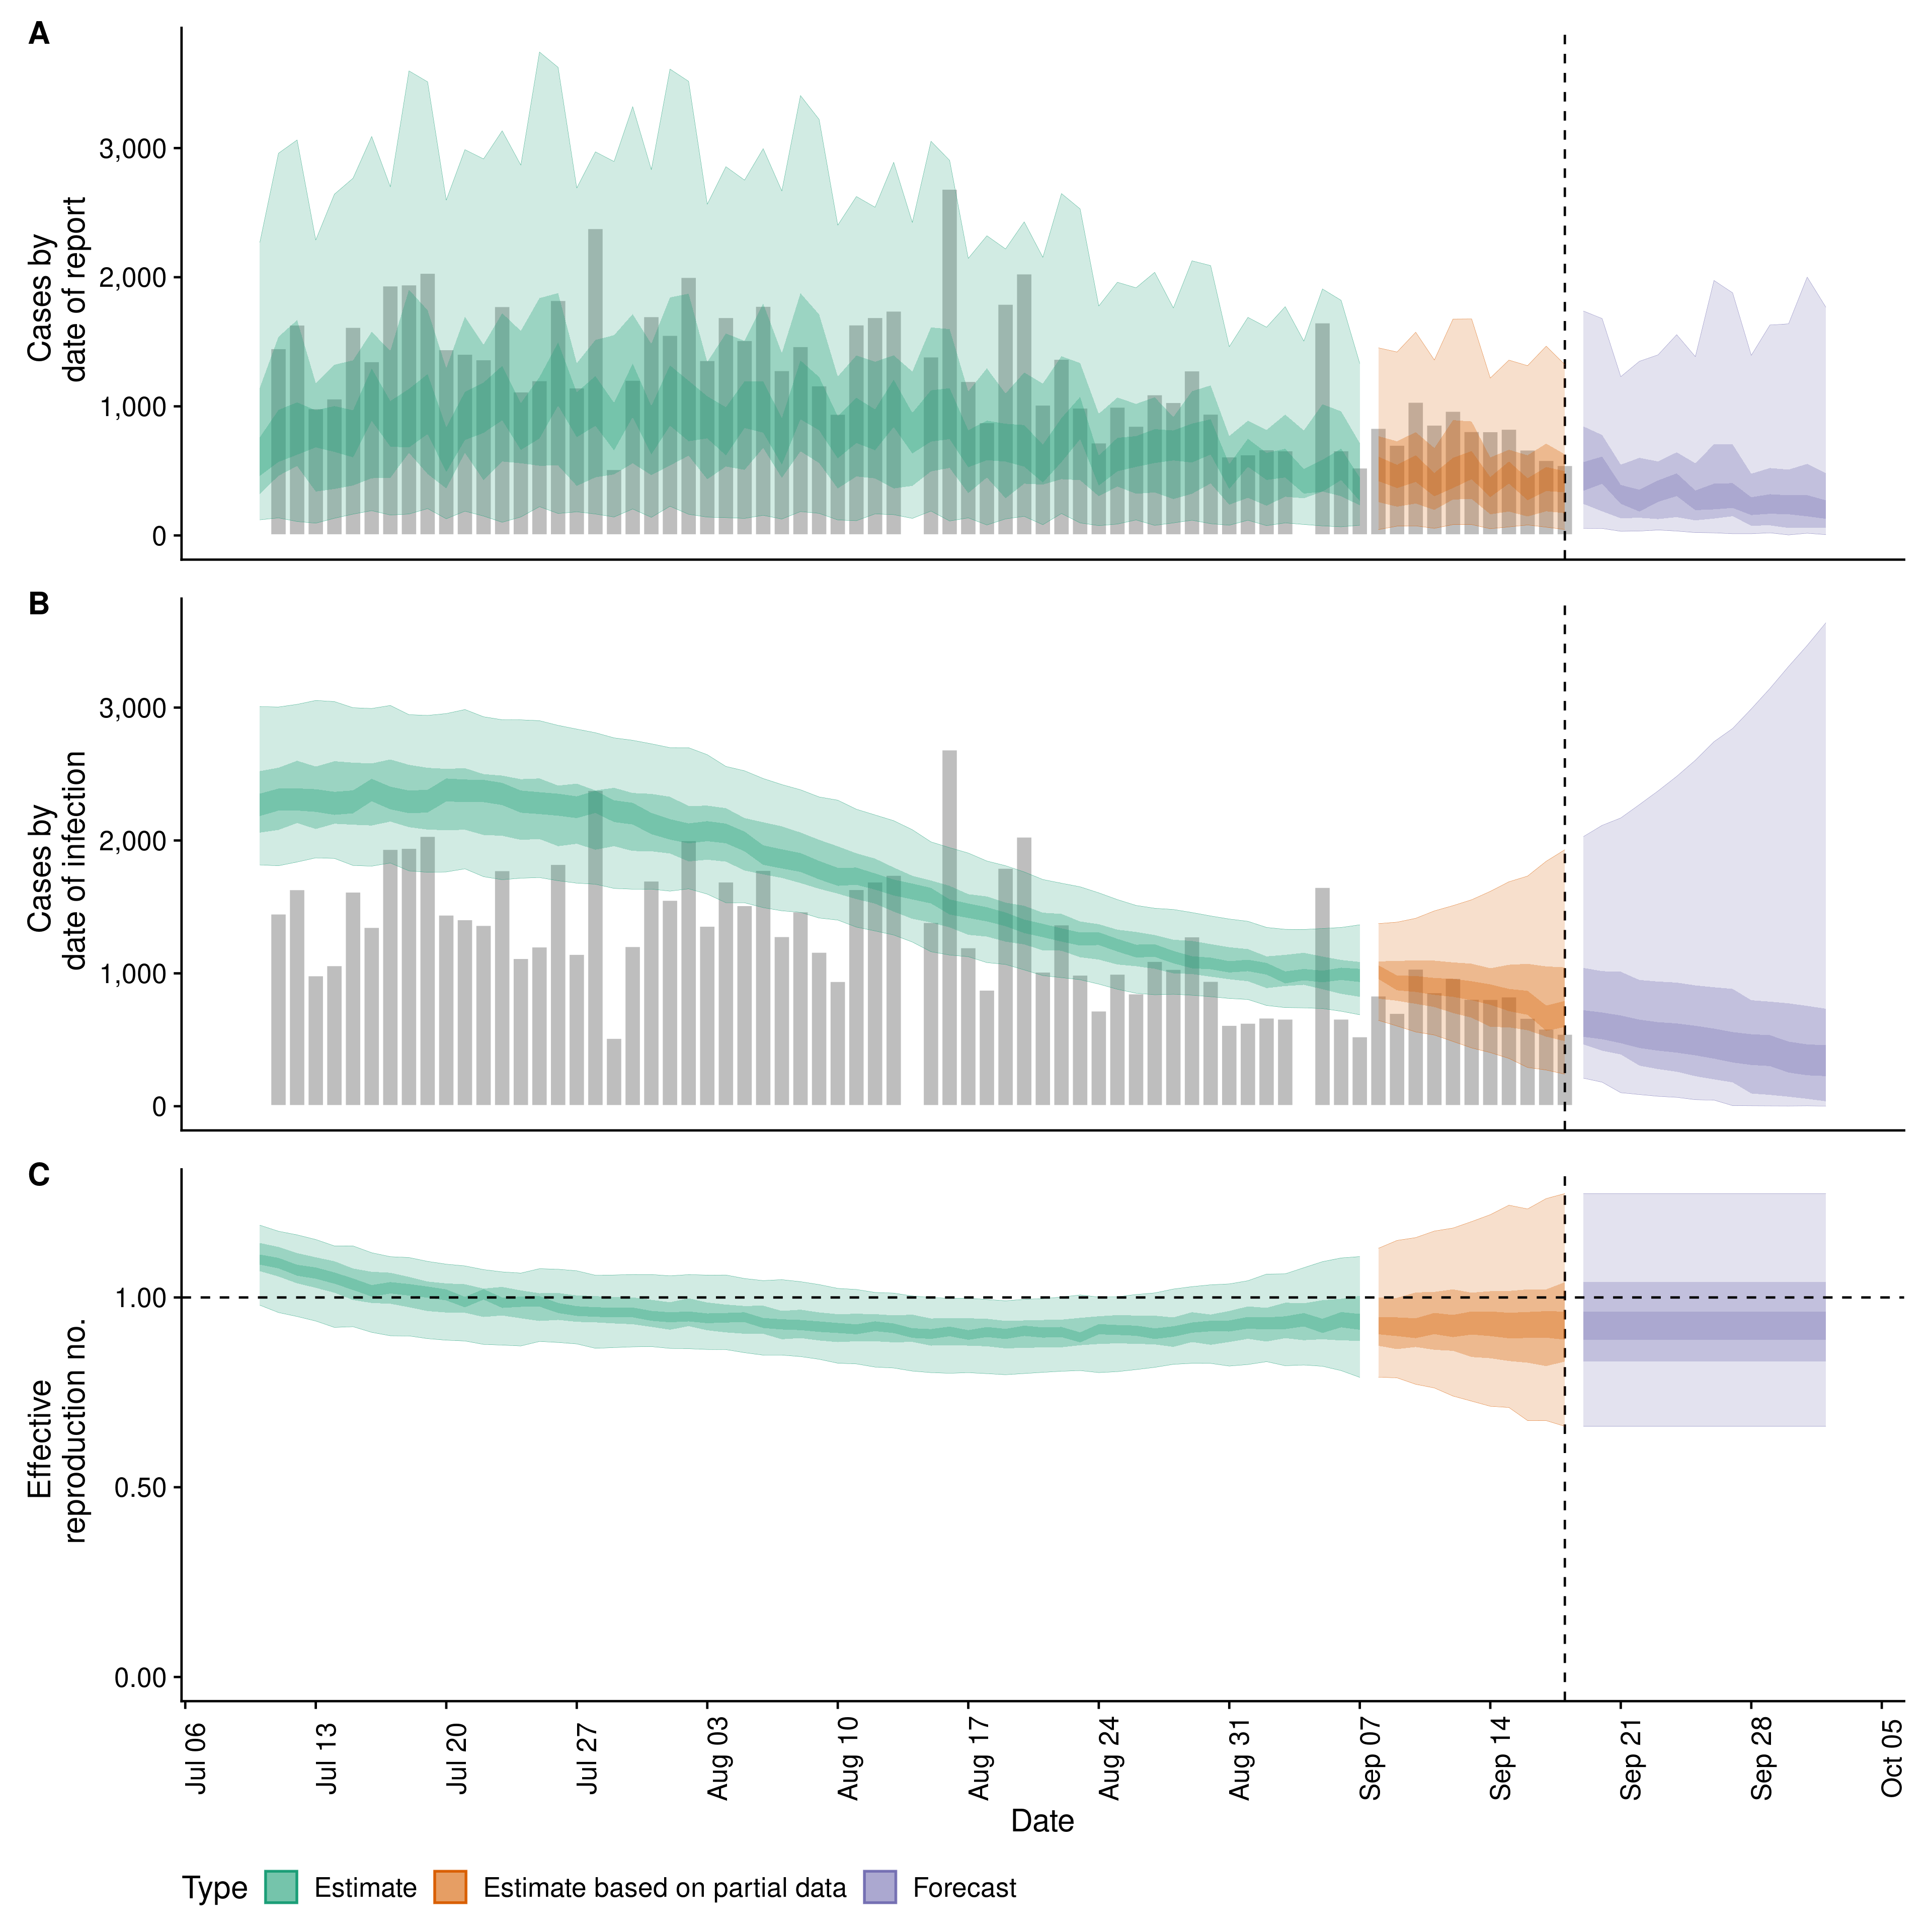 A
Cases by
date of report
3,000
2,000
1,000
0
B
Cases by
date of infection
3,000
2,000
1,000
0
C
Effective
reproduction no.
1.00
0.50
0.00
Jul 06
Jul 13
Jul 20
Jul 27
Aug 03
Aug 10
Aug 17
Aug 24
Aug 31
Sep 07
Sep 14
Sep 21
Sep 28
Oct 05
Date
Type Estimate Estimate based on partial data Forecast